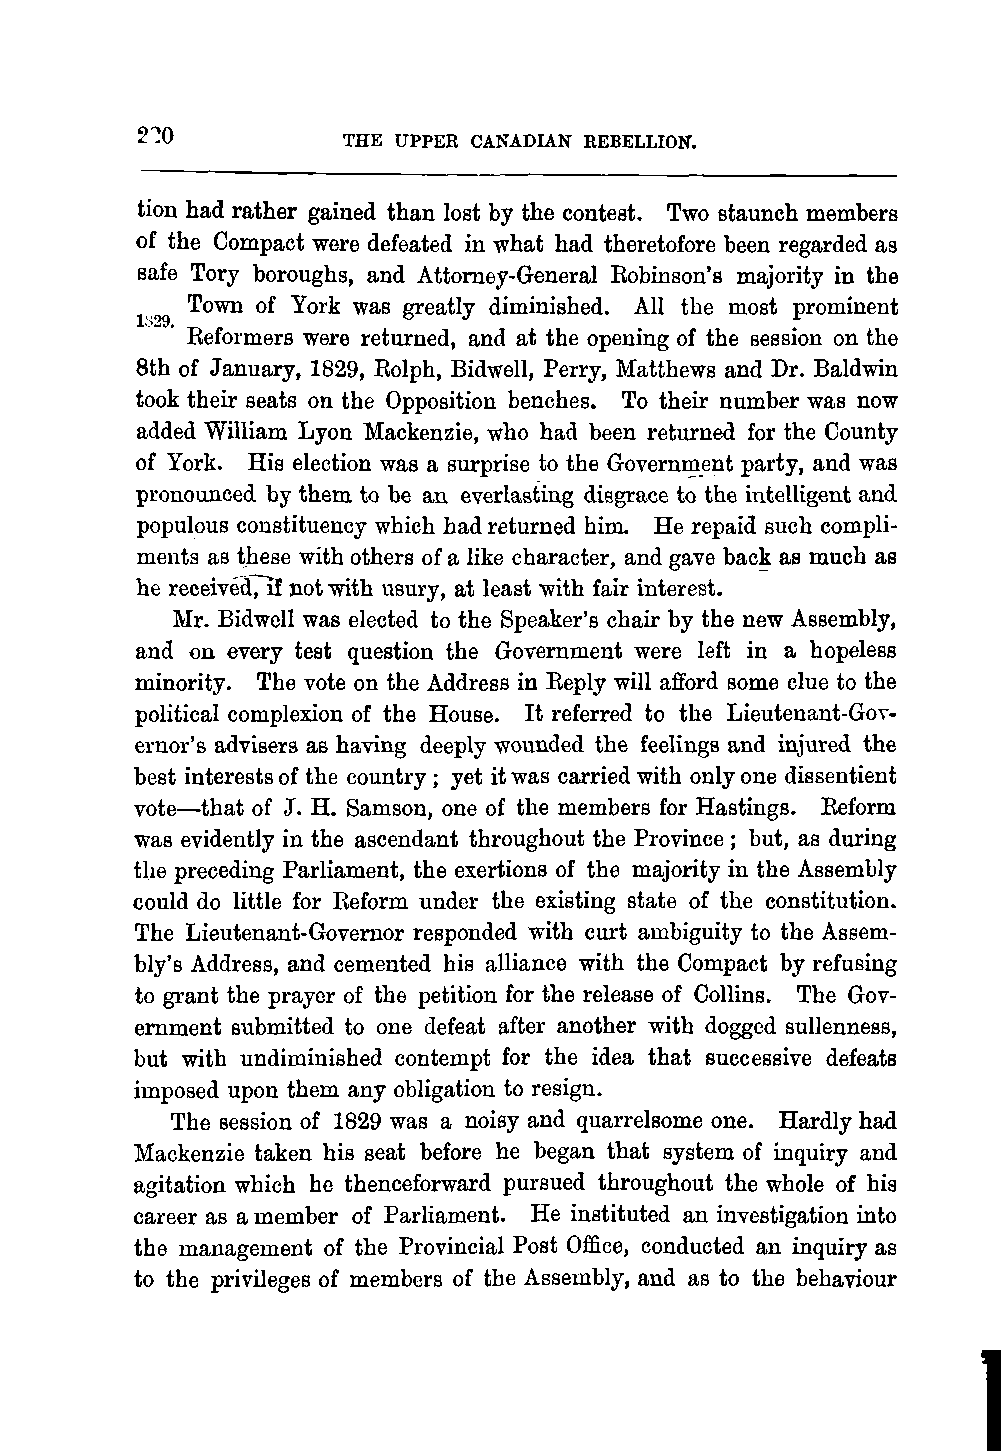 220 THE UPPER CANADIAN REBELLION.
tion had rather gained than lost by the contest. Two staunch members
of the Compact were defeated in what had theretofore been regarded as
safe Tory boroughs, and Attorney-General Robinson's majority in the
Town of York was greatly diminished. All the most prominent
1829.
Reformers were returned, and at the opening of the session on the
8th of January, 1829, Rolph, Bidwell, Perry, Matthews and Dr. Baldwin
took their seats on the Opposition benches. To their number was now
added William Lyon Mackenzie, who had been returned for the County
of York. His election was a surprise to the Government party, and was
pronounced by them to be an everlasting disgrace to the intelligent and
populous constituency which had returned him. He repaid such compli-
ments as these with others of a like character, and gave back as much as
he received, if not with usury, at least with fair interest.
Mr. Bidwell was elected to the Speaker's chair by the new Assembly,
and on every test question the Government were left in a hopeless
minority. The vote on the Address in Reply will afford some clue to the
political complexion of the House. It referred to the Lieutenant-Gov-
ernor's advisers as having deeply wounded the feelings and injured the
best interests of the country; yet it was carried with only one dissentient
vote—that of J. H. Samson, one of the members for Hastings. Reform
was evidently in the ascendant throughout the Province; but, as during
the preceding Parliament, the exertions of the majority in the Assembly
could do little for Reform under the existing state of the constitution.
The Lieutenant-Governor responded with curt ambiguity to the Assem-
bly's Address, and cemented his alliance with the Compact by refusing
to grant the prayer of the petition for the release of Collins. The Gov-
ernment submitted to one defeat after another with dogged sullenness,
but with undiminished contempt for the idea that successive defeats
imposed upon them any obligation to resign.
The session of 1829 was a noisy and quarrelsome one. Hardly had
Mackenzie taken his seat before he began that system of inquiry and
agitation which he thenceforward pursued throughout the whole of his
career as a member of Parliament. He instituted an investigation into
the management of the Provincial Post Office, conducted an inquiry as
to the privileges of members of the Assembly, and as to the behaviour